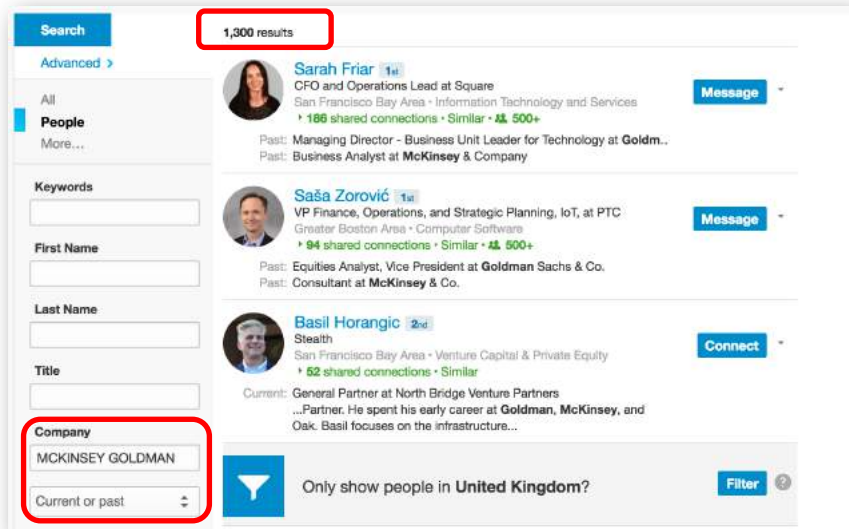 Search
Advanced >
All
People
More...
Keywords
First Name
Last Name
Title
Company
MCKINSEY GOLDMAN
Current or past
1,300 results
Sarah Friar 1st
CFO and Operations Lead at Square
San Francisco Bay Area • Information Technology and Services
186 shared connections • Similar • 500+
Past: Managing Director - Business Unit Leader for Technology at Goldm..
Past: Business Analyst at McKinsey & Company
Message
Saša Zorović 1st
VP Finance, Operations, and Strategic Planning, IoT, at PTC
Greater Boston Area • Computer Software
94 shared connections • Similar • 500+
Past: Equities Analyst, Vice President at Goldman Sachs & Co.
Past: Consultant at McKinsey & Co.
Message
Basil Horangic 2nd
Stealth
San Francisco Bay Area • Venture Capital & Private Equity
52 shared connections • Similar
Current: General Partner at North Bridge Venture Partners
...Partner. He spent his early career at Goldman, McKinsey, and
Oak. Basil focuses on the infrastructure...
Connect
Only show people in United Kingdom?
Filter ?